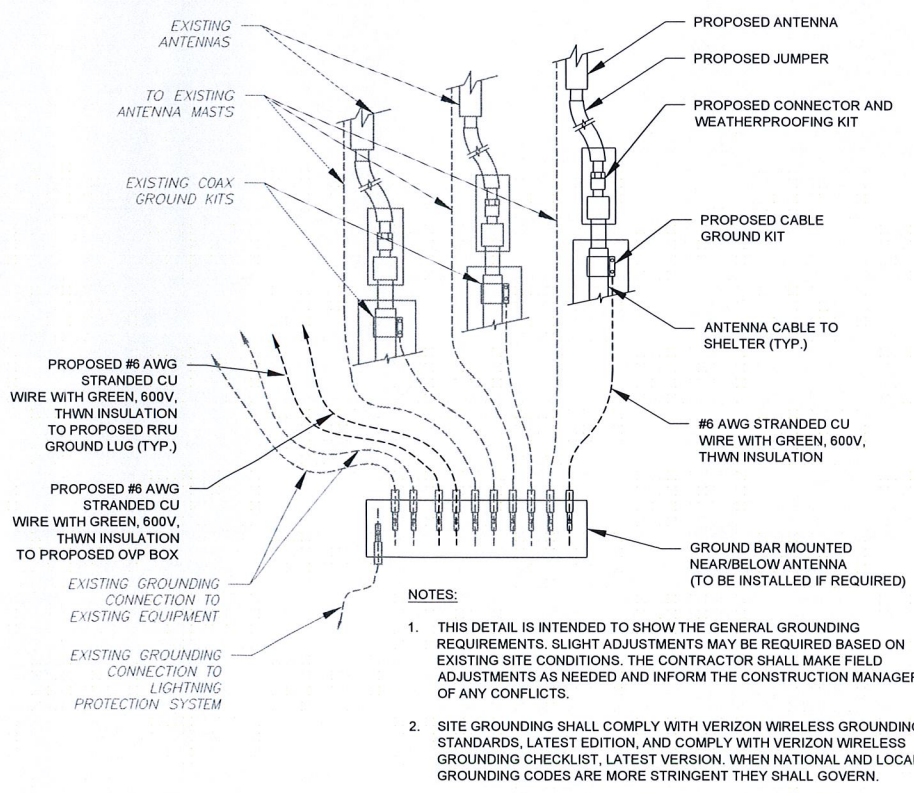 EXISTING
ANTENNAS
TO EXISTING
ANTENNA MASTS
EXISTING COAX
GROUND KITS
PROPOSED #6 AWG
STRANDED CU
WIRE WITH GREEN, 600V,
THWN INSULATION
TO PROPOSED RRU
GROUND LUG (TYP.)
PROPOSED #6 AWG
STRANDED CU
WIRE WITH GREEN, 600V,
THWN INSULATION
TO PROPOSED OVP BOX
EXISTING GROUNDING
CONNECTION TO
EXISTING EQUIPMENT
EXISTING GROUNDING
CONNECTION TO
LIGHTNING
PROTECTION SYSTEM
PROPOSED ANTENNA
PROPOSED JUMPER
PROPOSED CONNECTOR AND
WEATHERPROOFING KIT
PROPOSED CABLE
GROUND KIT
ANTENNA CABLE TO
SHELTER (TYP.)
#6 AWG STRANDED CU
WIRE WITH GREEN, 600V,
THWN INSULATION
GROUND BAR MOUNTED
NEAR/BELOW ANTENNA
(TO BE INSTALLED IF REQUIRED)
NOTES:
1. THIS DETAIL IS INTENDED TO SHOW THE GENERAL GROUNDING
REQUIREMENTS. SLIGHT ADJUSTMENTS MAY BE REQUIRED BASED ON
EXISTING SITE CONDITIONS. THE CONTRACTOR SHALL MAKE FIELD
ADJUSTMENTS AS NEEDED AND INFORM THE CONSTRUCTION MANAGER
OF ANY CONFLICTS.
2. SITE GROUNDING SHALL COMPLY WITH VERIZON WIRELESS GROUNDING
STANDARDS, LATEST EDITION, AND COMPLY WITH VERIZON WIRELESS
GROUNDING CHECKLIST, LATEST VERSION. WHEN NATIONAL AND LOCAL
GROUNDING CODES ARE MORE STRINGENT THEY SHALL GOVERN.